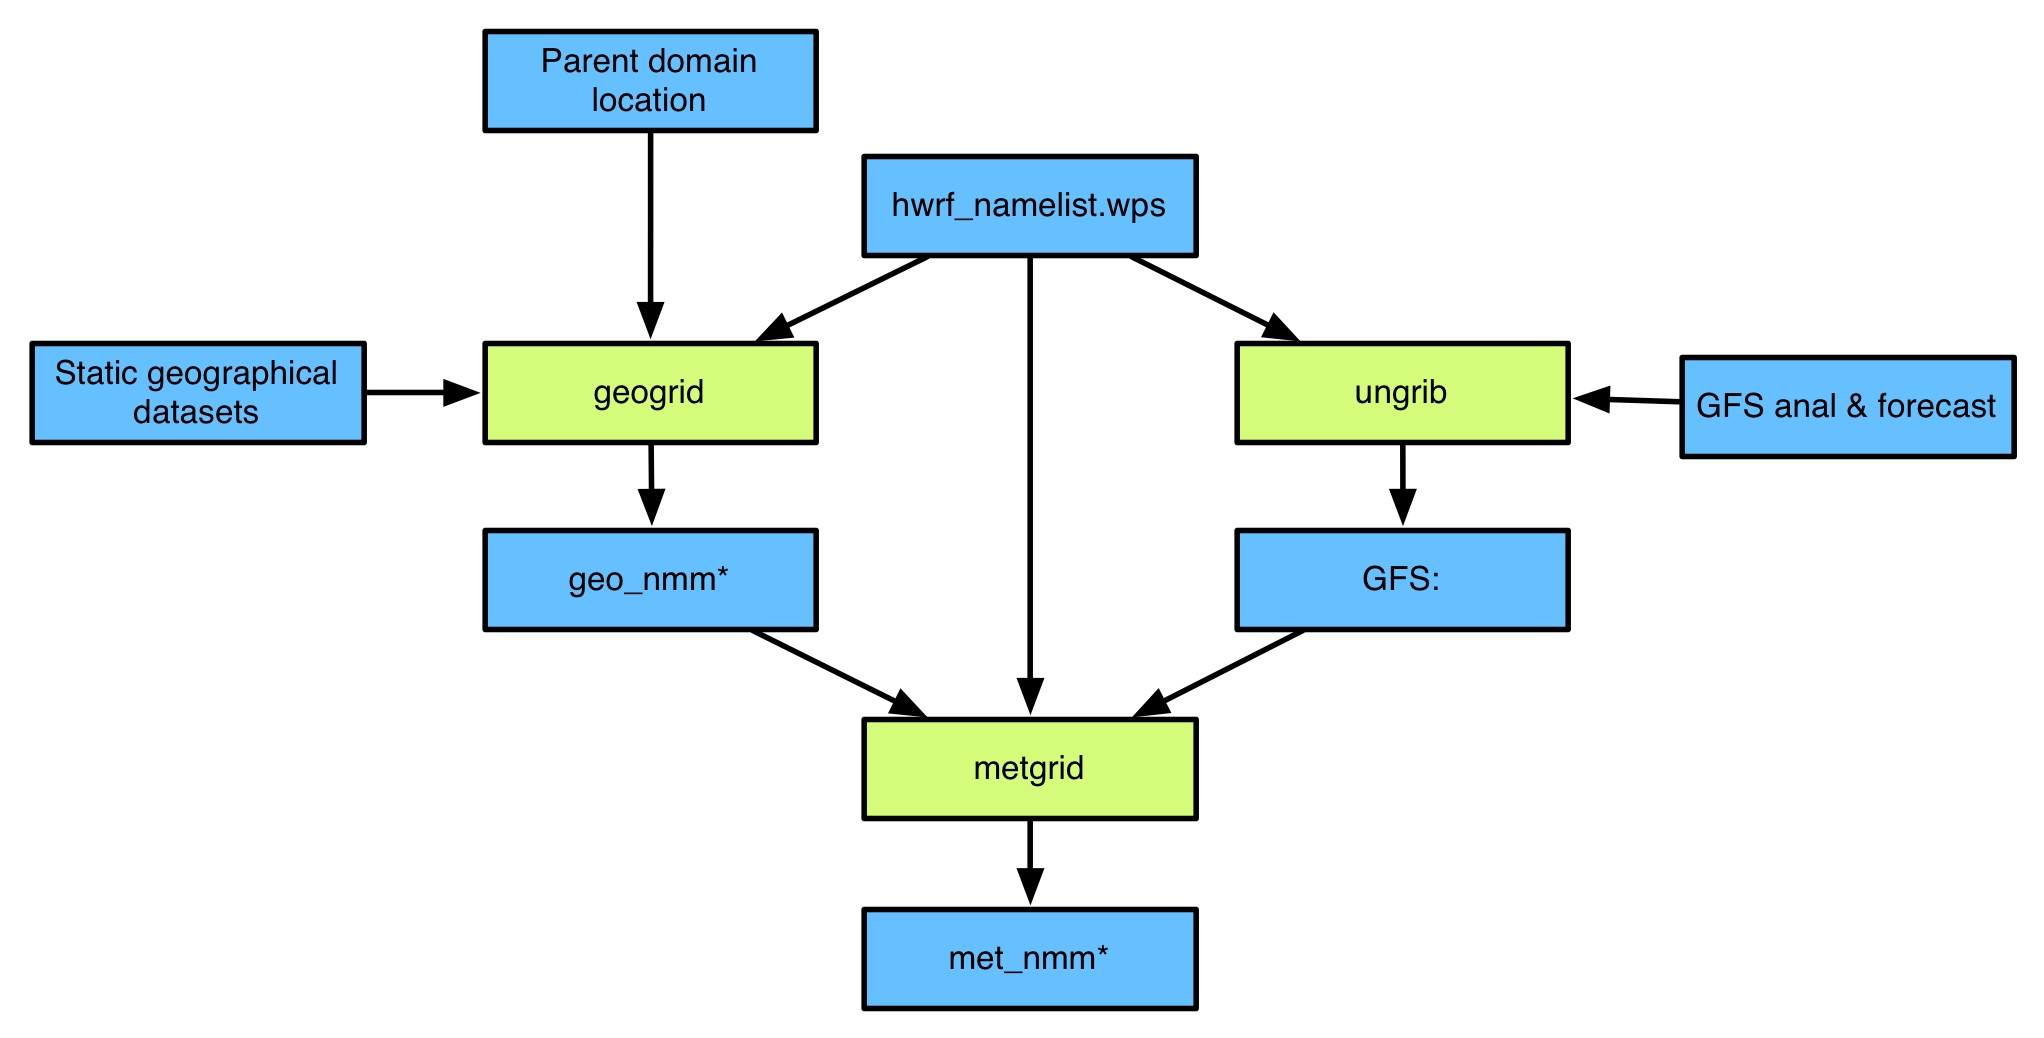 Parent domain
location
hwrf_namelist.wps
Static geographical
datasets
geogrid
ungrib
GFS anal & forecast
geo_nmm*
GFS:
metgrid
met_nmm*